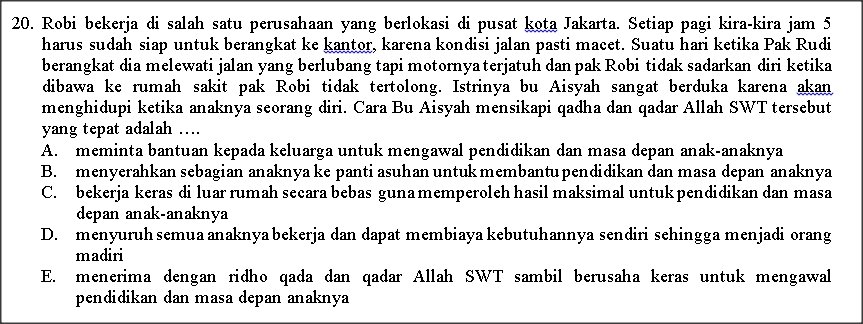 20. Robi bekerja di salah satu perusahaan yang berlokasi di pusat kota Jakarta. Setiap pagi kira-kira jam 5
harus sudah siap untuk berangkat ke kantor, karena kondisi jalan pasti macet. Suatu hari ketika Pak Rudi
berangkat dia melewati jalan yang berlubang tapi motornya terjatuh dan pak Robi tidak sadarkan diri ketika
dibawa ke rumah sakit pak Robi tidak tertolong. Istrinya bu Aisyah sangat berduka karena akan
menghidupi ketika anaknya seorang diri. Cara Bu Aisyah mensikapi qadha dan qadar Allah SWT tersebut
yang tepat adalah ….
A. meminta bantuan kepada keluarga untuk mengawal pendidikan dan masa depan anak-anaknya
B. menyerahkan sebagian anaknya ke panti asuhan untuk membantu pendidikan dan masa depan anaknya
C. bekerja keras di luar rumah secara bebas guna memperoleh hasil maksimal untuk pendidikan dan masa
depan anak-anaknya
D. menyuruh semua anaknya bekerja dan dapat membiaya kebutuhannya sendiri sehingga menjadi orang
madiri
E. menerima dengan ridho qada dan qadar Allah SWT sambil berusaha keras untuk mengawal
pendidikan dan masa depan anaknya